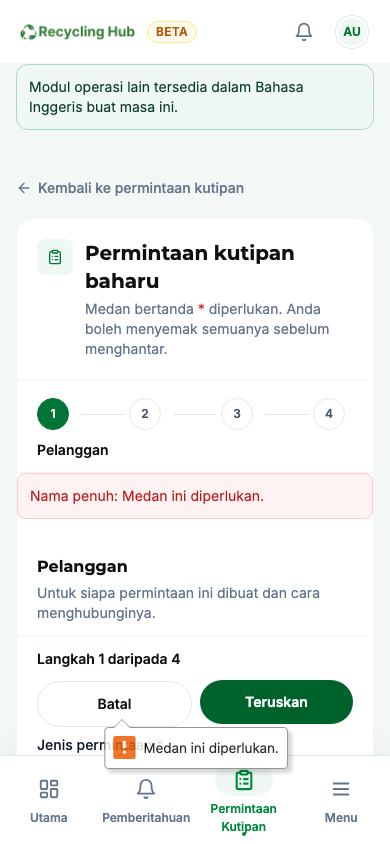 Recycling Hub BETA AU
Modul operasi lain tersedia dalam Bahasa
Inggeris buat masa ini.
Kembali ke permintaan kutipan
Permintaan kutipan
baharu
Medan bertanda * diperlukan. Anda
boleh menyemak semuanya sebelum
menghantar.
1 2 3 4
Pelanggan
Nama penuh: Medan ini diperlukan.
Pelanggan
Untuk siapa permintaan ini dibuat dan cara
menghubunginya.
Langkah 1 daripada 4
Batal Teruskan
Jenis
Medan ini diperlukan.
Utama Pemberitahuan Permintaan Kutipan Menu